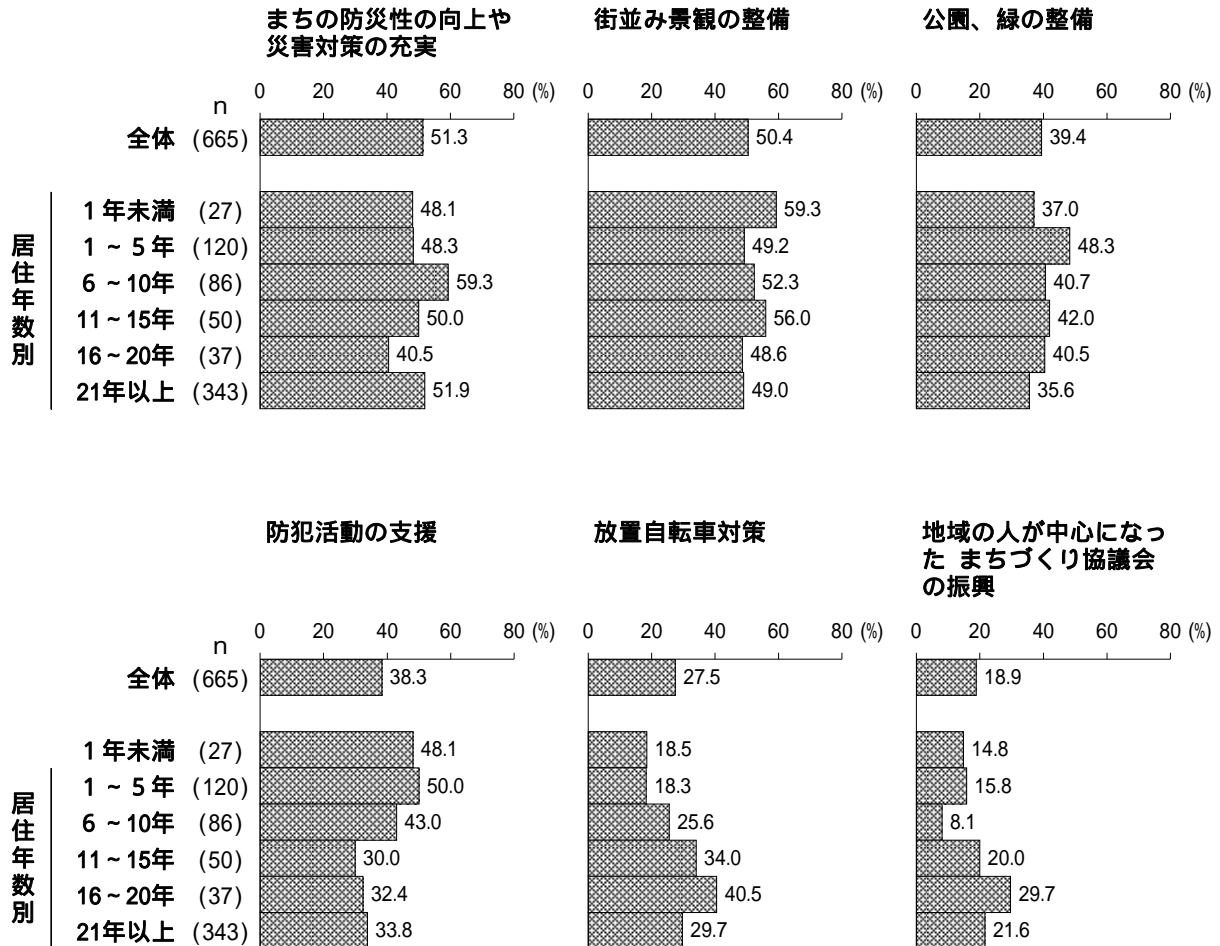 まちの防災性の向上や
災害対策の充実
街並み景観の整備
公園、緑の整備
n
0 20 40 60 80 (%)
0 20 40 60 80 (%)
0 20 40 60 80 (%)
全体 (665) 51.3 50.4 39.4
居住年数別
1年未満 (27) 48.1 59.3 37.0
1~5年 (120) 48.3 49.2 48.3
6~10年 (86) 59.3 52.3 40.7
11~15年 (50) 50.0 56.0 42.0
16~20年 (37) 40.5 48.6 40.5
21年以上 (343) 51.9 49.0 35.6
防犯活動の支援
放置自転車対策
地域の人が中心になっ
た まちづくり協議会
の振興
n
0 20 40 60 80 (%)
0 20 40 60 80 (%)
0 20 40 60 80 (%)
全体 (665) 38.3 27.5 18.9
居住年数別
1年未満 (27) 48.1 18.5 14.8
1~5年 (120) 50.0 18.3 15.8
6~10年 (86) 43.0 25.6 8.1
11~15年 (50) 30.0 34.0 20.0
16~20年 (37) 32.4 40.5 29.7
21年以上 (343) 33.8 29.7 21.6